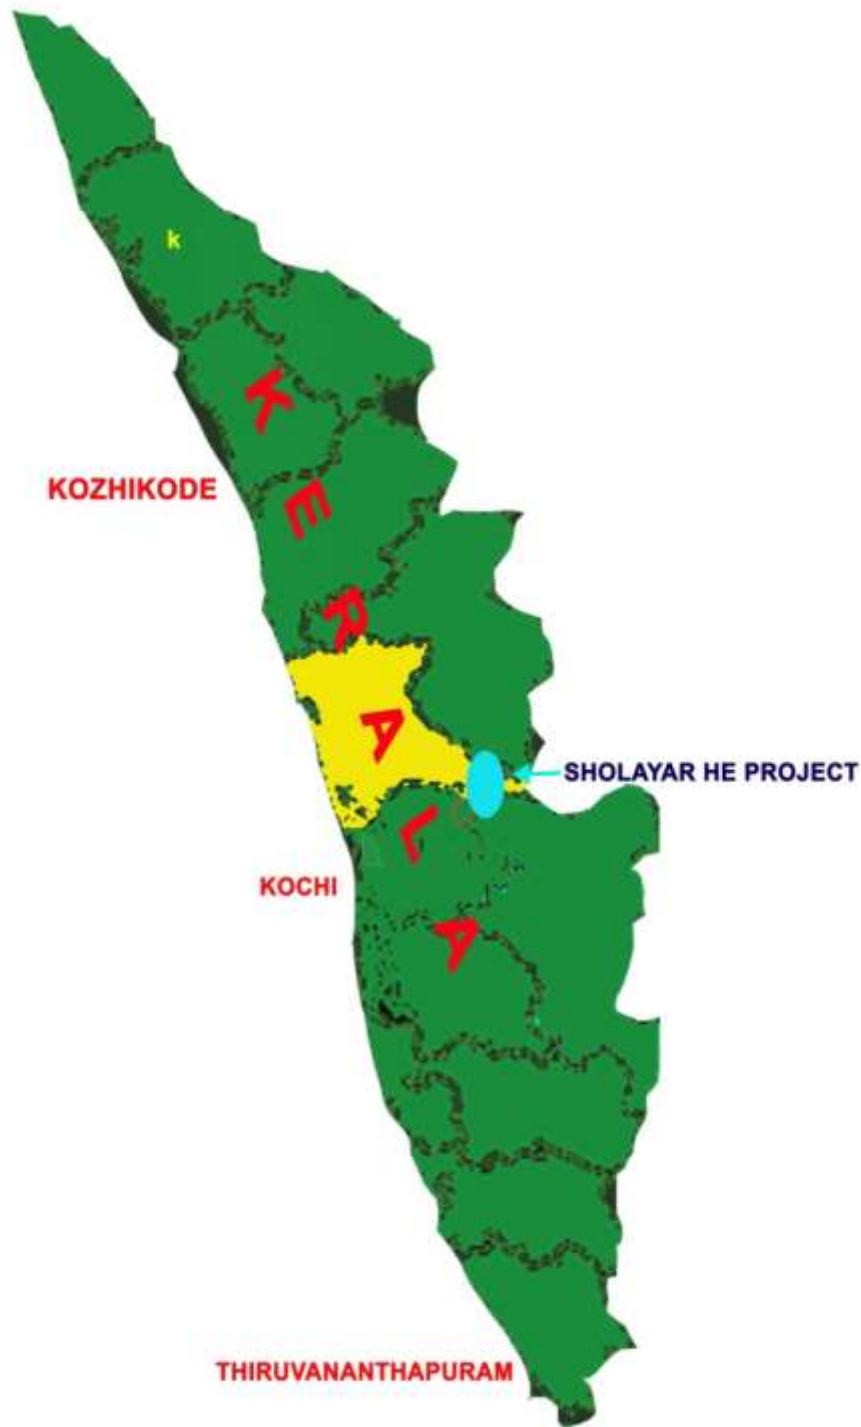 k
KERALA
KOZHIKODE
SHOLAYAR HE PROJECT
KOCHI
THIRUVANANTHAPURAM